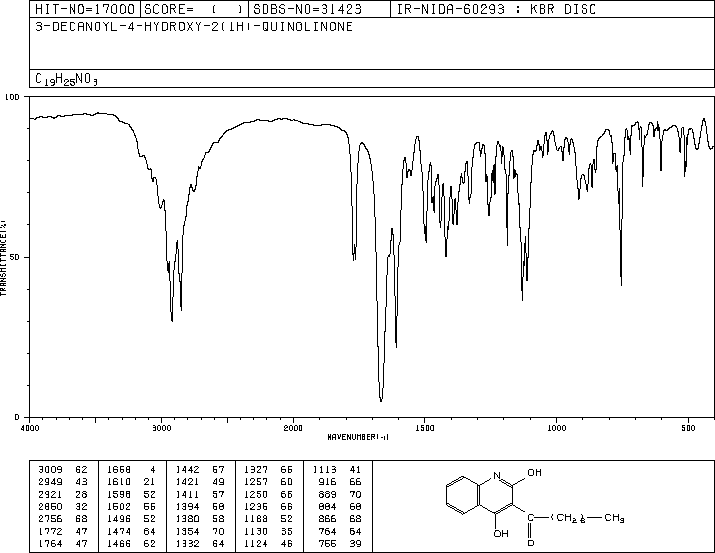 HIT-NO=17000 SCORE= ( ) SDBS-NO=31423 IR-NIDA-60293 : KBR DISC
3-DECANOYL-4-HYDROXY-2(1H)-QUINOLINONE
C19H25NO3
100
50
0
TRANSMITTANCE(%)
4000 3000 2000 1500 1000 500
WAVENUMBER(-1)
3009 62 1668 4 1442 57 1327 66 1113 41
2949 43 1610 21 1421 49 1257 60 916 66
2921 28 1598 52 1411 57 1250 66 889 70
2850 32 1502 55 1394 58 1236 66 884 68
2756 68 1496 52 1380 58 1188 52 866 68
1772 47 1474 64 1354 70 1130 35 764 64
1764 47 1466 62 1332 64 1124 46 755 39
N OH
OH C—(CH2)8—CH3
O